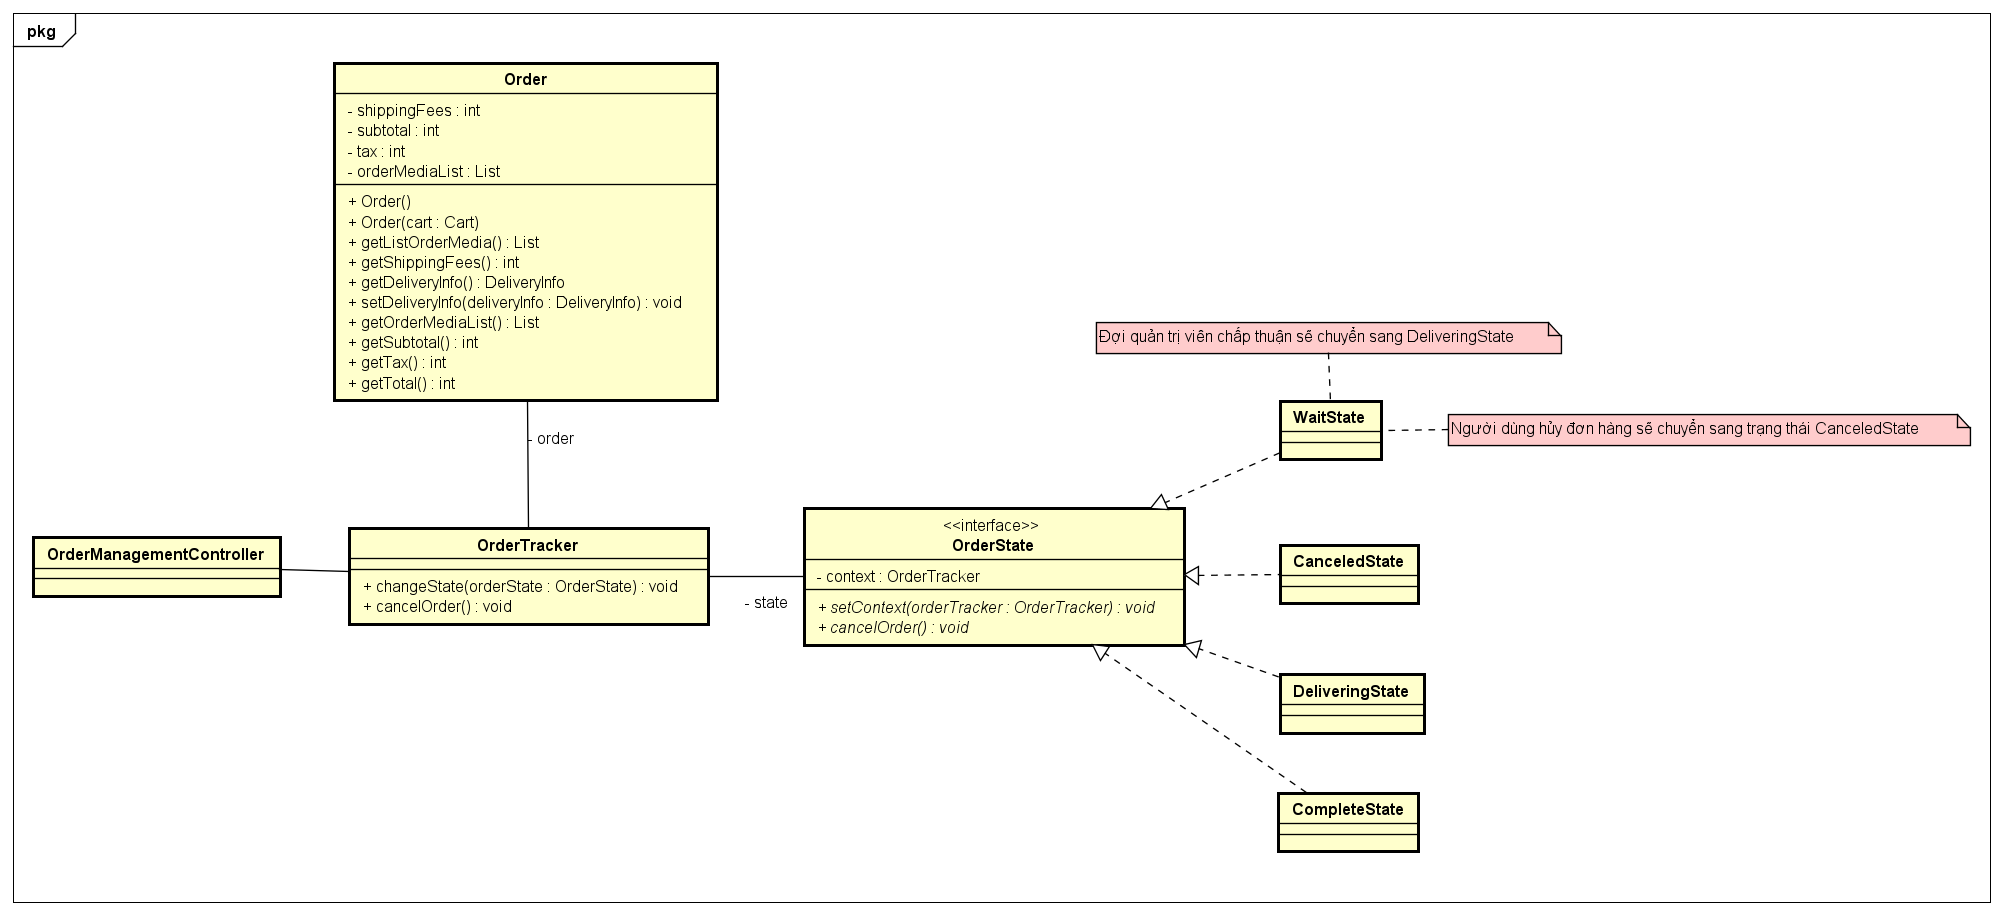 pkg
Order
- shippingFees : int
- subtotal : int
- tax : int
- orderMediaList : List
+ Order()
+ Order(cart : Cart)
+ getListOrderMedia() : List
+ getShippingFees() : int
+ getDeliveryInfo() : DeliveryInfo
+ setDeliveryInfo(deliveryInfo : DeliveryInfo) : void
+ getOrderMediaList() : List
+ getSubtotal() : int
+ getTax() : int
+ getTotal() : int
- order
OrderManagementController
OrderTracker
+ changeState(orderState : OrderState) : void
+ cancelOrder() : void
- state
<<interface>>
OrderState
- context : OrderTracker
+ setContext(orderTracker : OrderTracker) : void
+ cancelOrder() : void
Đợi quản trị viên chấp thuận sẽ chuyển sang DeliveringState
WaitState
Người dùng hủy đơn hàng sẽ chuyển sang trạng thái CanceledState
CanceledState
DeliveringState
CompleteState